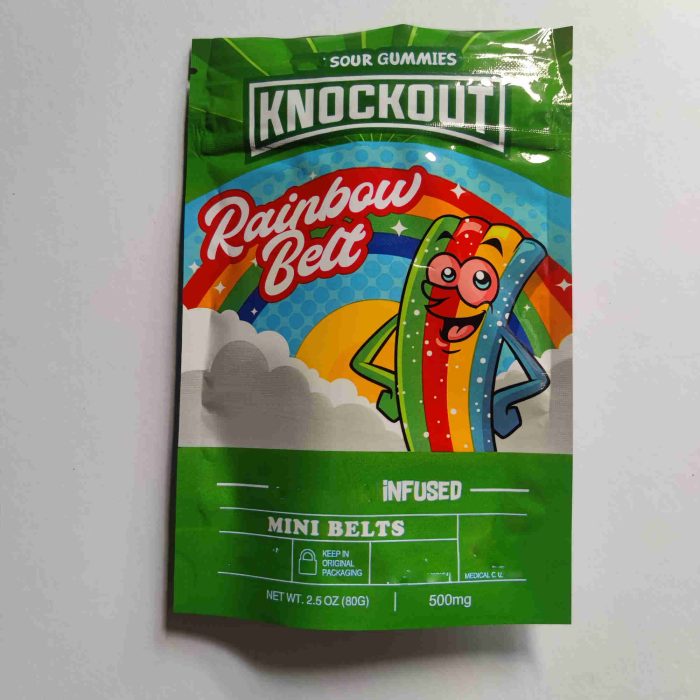 SOUR GUMMIES
KNOCKOUT
Rainbow
Belt
iNFUSED
MINI BELTS
KEEP IN
ORIGINAL
PACKAGING
MEDICAL
NET WT. 2.5 OZ (80G) | 500mg